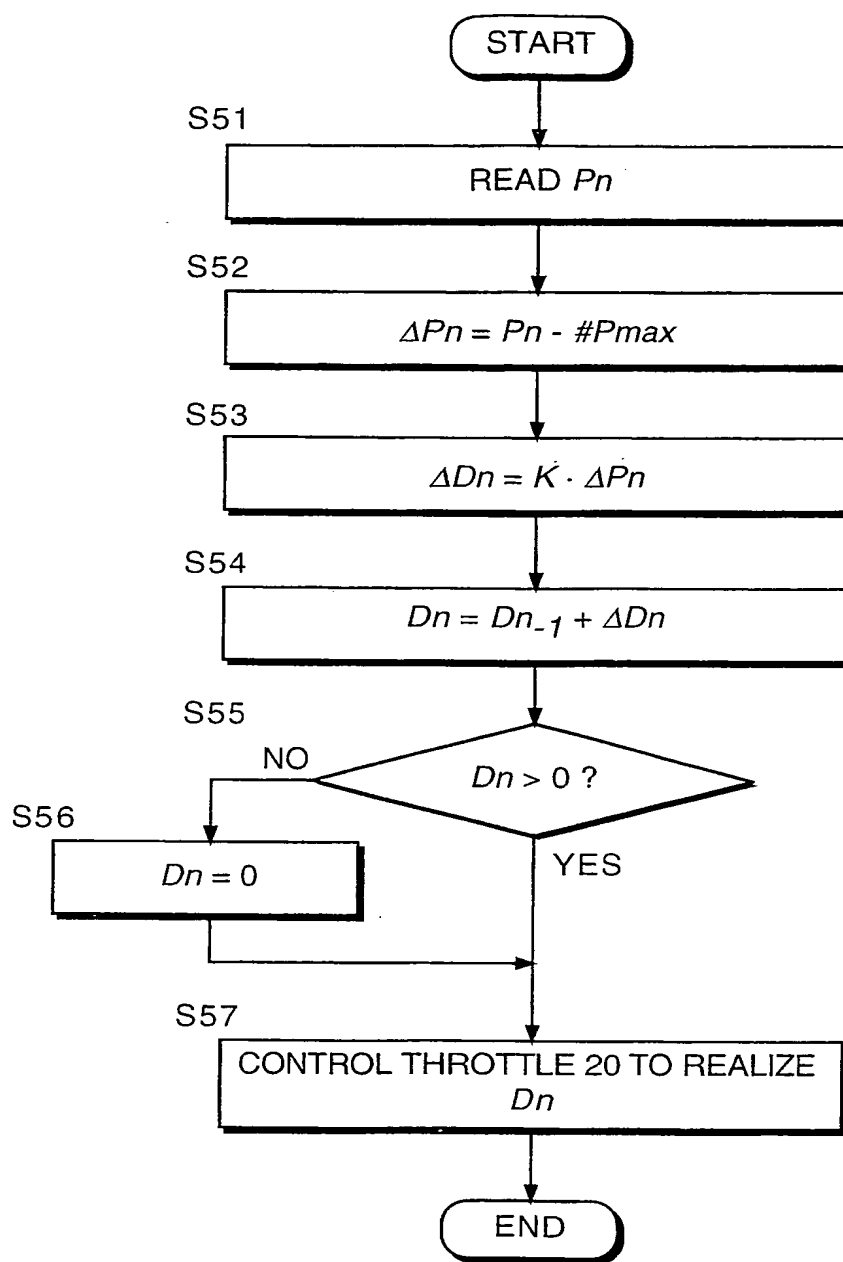 START
S51
READ Pn
S52
ΔPn = Pn - #Pmax
S53
ΔDn = K · ΔPn
S54
Dn = Dn-1 + ΔDn
S55
NO
Dn > 0 ?
S56
Dn = 0
YES
S57
CONTROL THROTTLE 20 TO REALIZE
Dn
END